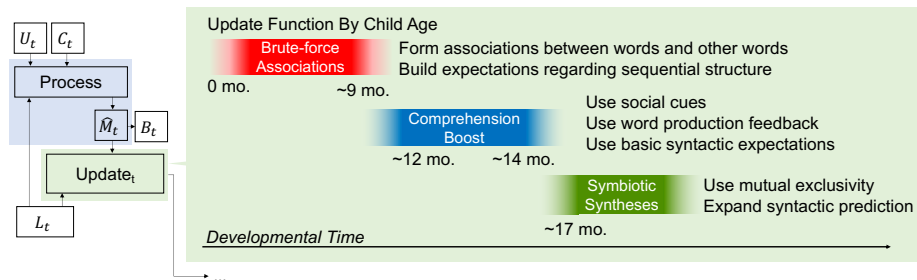 U_t
C_t
Process
M̂_t
B_t
Update_t
L_t
...
Update Function By Child Age
Brute-force
Associations
0 mo.
~9 mo.
Form associations between words and other words
Build expectations regarding sequential structure
Comprehension
Boost
~12 mo.
~14 mo.
Use social cues
Use word production feedback
Use basic syntactic expectations
Symbiotic
Syntheses
~17 mo.
Use mutual exclusivity
Expand syntactic prediction
Developmental Time